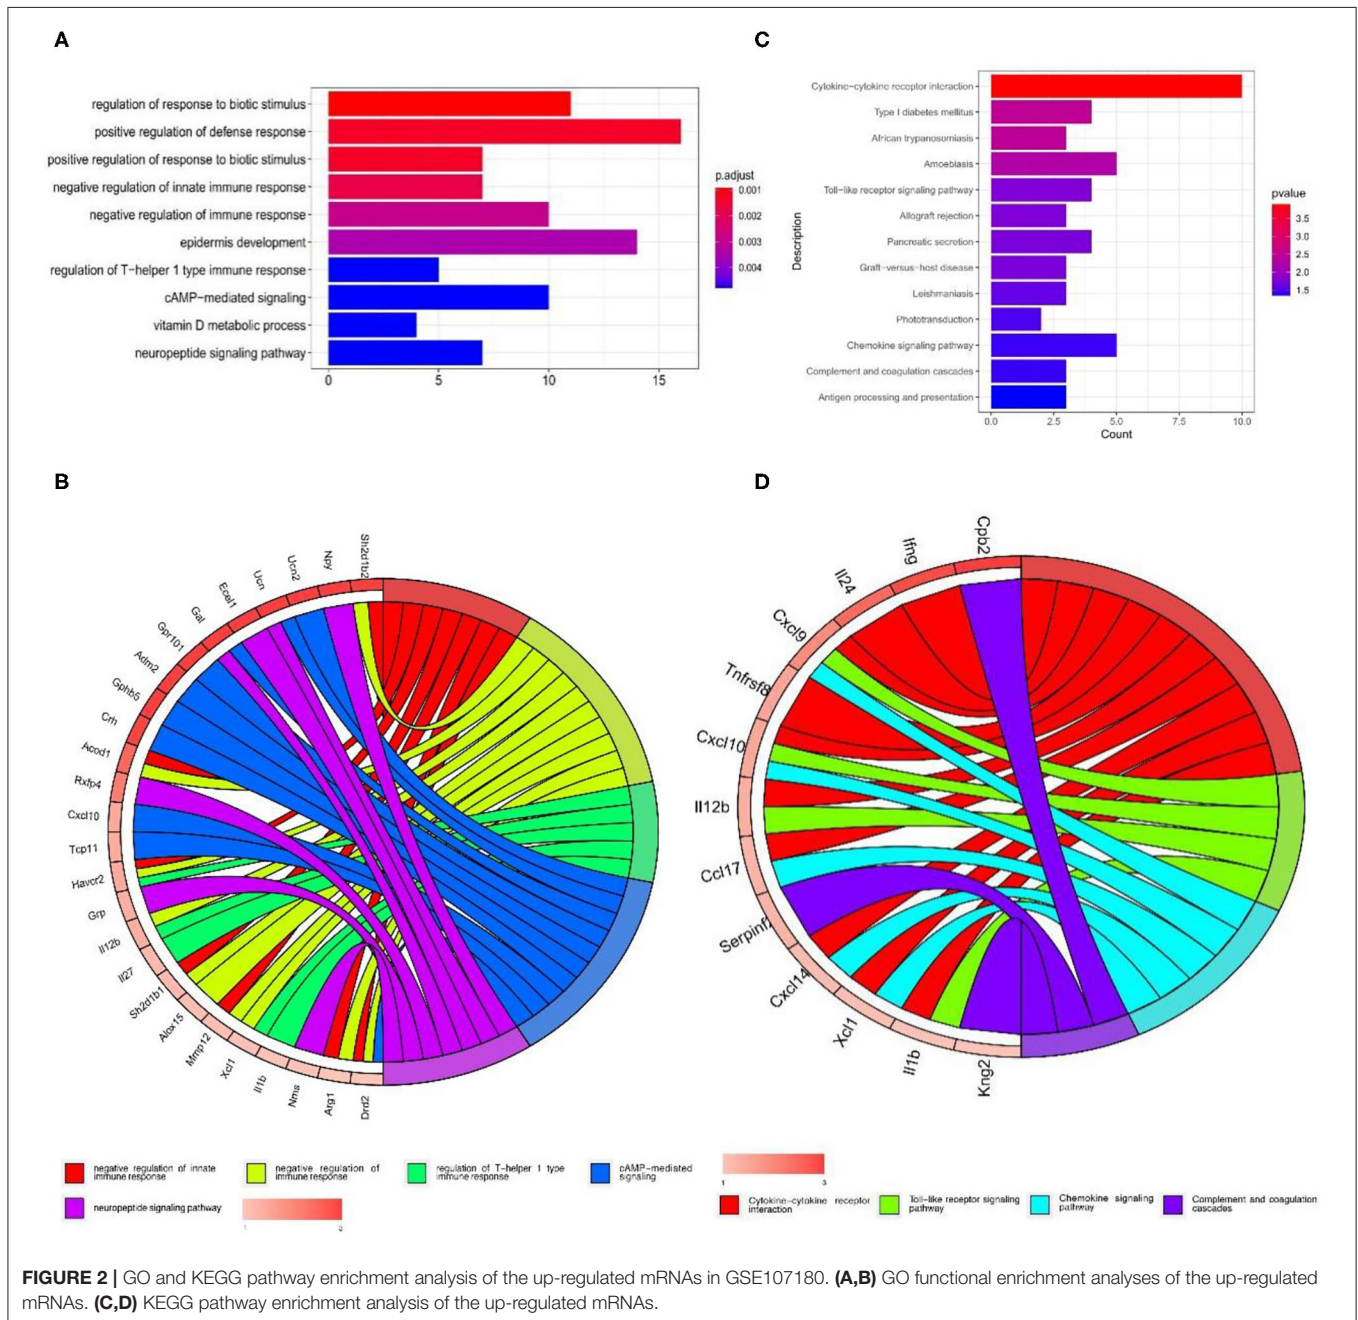 A
regulation of response to biotic stimulus
positive regulation of defense response
positive regulation of response to biotic stimulus
negative regulation of innate immune response
negative regulation of immune response
epidermis development
regulation of T-helper 1 type immune response
cAMP-mediated signaling
vitamin D metabolic process
neuropeptide signaling pathway
0 5 10 15
p.adjust
0.001
0.002
0.003
0.004
C
Description
Cytokine-cytokine receptor interaction
Type I diabetes mellitus
African trypanosomiasis
Amoebiasis
Toll-like receptor signaling pathway
Allograft rejection
Pancreatic secretion
Graft-versus-host disease
Leishmaniasis
Phototransduction
Chemokine signaling pathway
Complement and coagulation cascades
Antigen processing and presentation
0.0 2.5 5.0 7.5 10.0
Count
pvalue
3.5
3.0
2.5
2.0
1.5
B
Sh2d1b2
Npy
Ucn2
Ucn
Ecel1
Gal
Gpr101
Adm2
Gphb5
Crh
Acod1
Rxfp4
Cxcl10
Tcp11
Havcr2
Grp
Il12b
Il27
Sh2d1b1
Alox15
Mmp12
Xcl1
Il1b
Nms
Arg1
Drd2
negative regulation of innate
immune response
negative regulation of
immune response
regulation of T-helper 1 type
immune response
cAMP-mediated
signaling
neuropeptide signaling pathway
1 3
D
Cpb2
Ifng
Il24
Cxcl9
Tnfrsf8
Cxcl10
Il12b
Ccl17
Serpinf2
Cxcl14
Xcl1
Il1b
Kng2
1 3
Cytokine-cytokine receptor
interaction
Toll-like receptor signaling
pathway
Chemokine signaling
pathway
Complement and coagulation
cascades
FIGURE 2 | GO and KEGG pathway enrichment analysis of the up-regulated mRNAs in GSE107180. (A,B) GO functional enrichment analyses of the up-regulated
mRNAs. (C,D) KEGG pathway enrichment analysis of the up-regulated mRNAs.